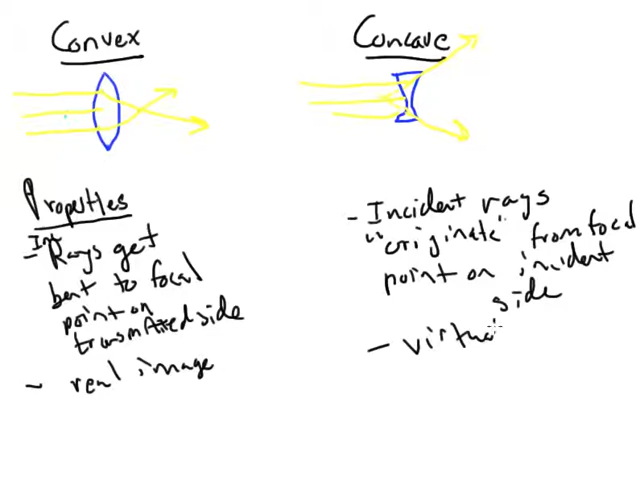 Convex
Concave
Properties
- Rays get
bent to focal
point on
transmitted side
- real image
- Incident rays
"originate" from focal
point on incident
side
- virtua